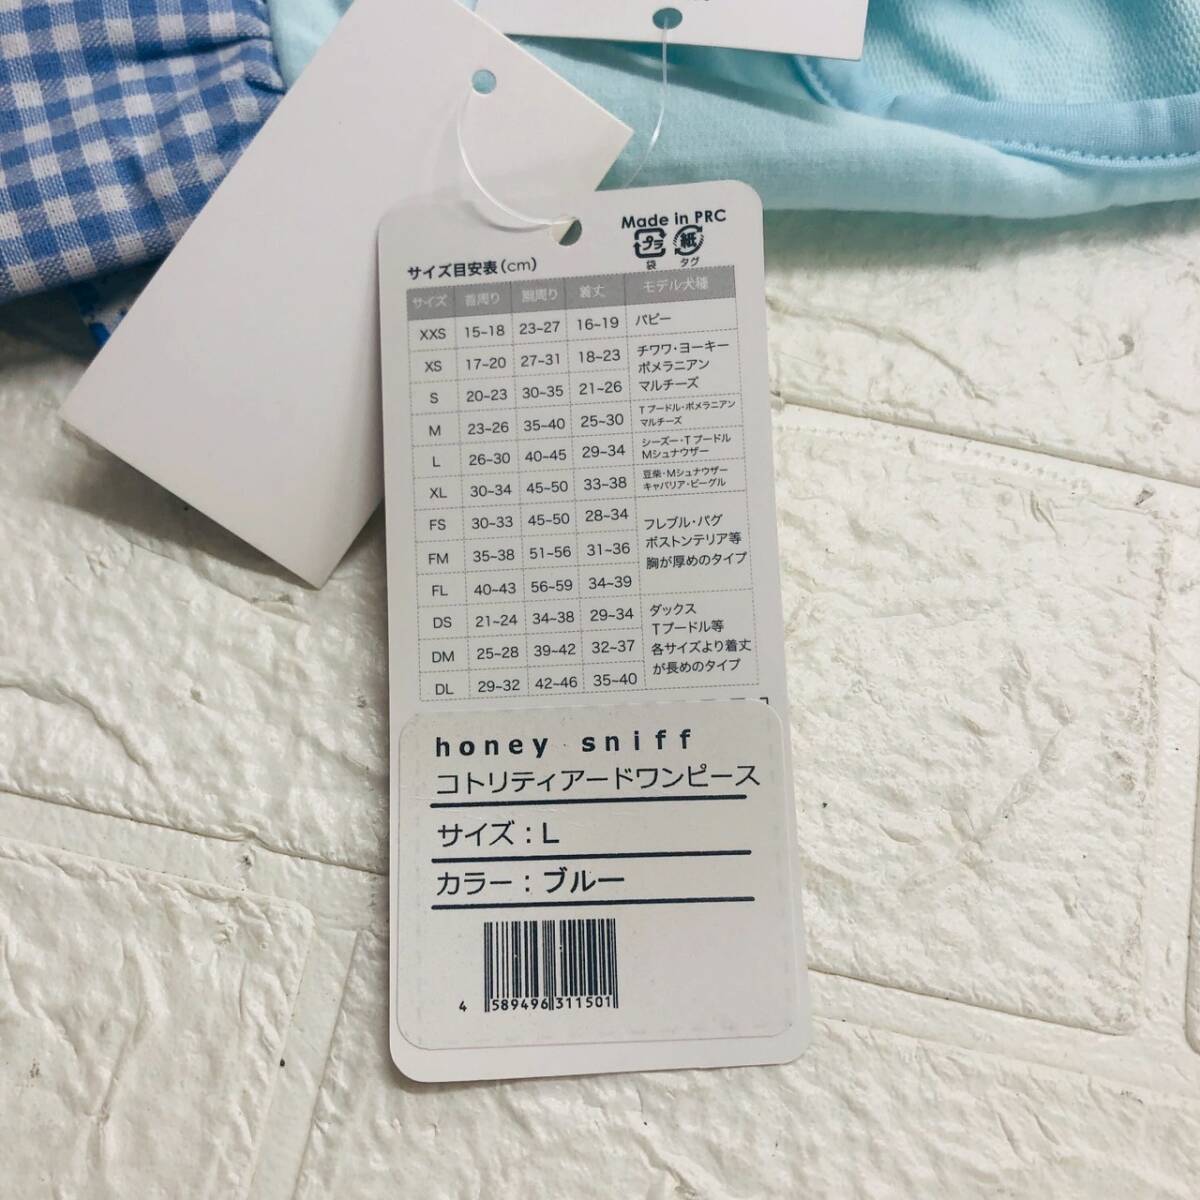 Made in PRC
プラ 紙
袋 タグ
サイズ目安表(cm)
サイズ 首周り 胴周り 着丈 モデル犬種
XXS 15~18 23~27 16~19 パピー
XS 17~20 27~31 18~23 チワワ・ヨーキー
ポメラニアン
S 20~23 30~35 21~26 マルチーズ
M 23~26 35~40 25~30 Tプードル・ポメラニアン
マルチーズ
L 26~30 40~45 29~34 シーズー・Tプードル
Mシュナウザー
XL 30~34 45~50 33~38 豆柴・Mシュナウザー
キャバリア・ビーグル
FS 30~33 45~50 28~34 フレブル・パグ
FM 35~38 51~56 31~36 ボストンテリア等
胸が厚めのタイプ
FL 40~43 56~59 34~39
DS 21~24 34~38 29~34 ダックス
Tプードル等
DM 25~28 39~42 32~37 各サイズより着丈
が長めのタイプ
DL 29~32 42~46 35~40
honey sniff
コトリティアードワンピース
サイズ：L
カラー：ブルー
4 589496 311501